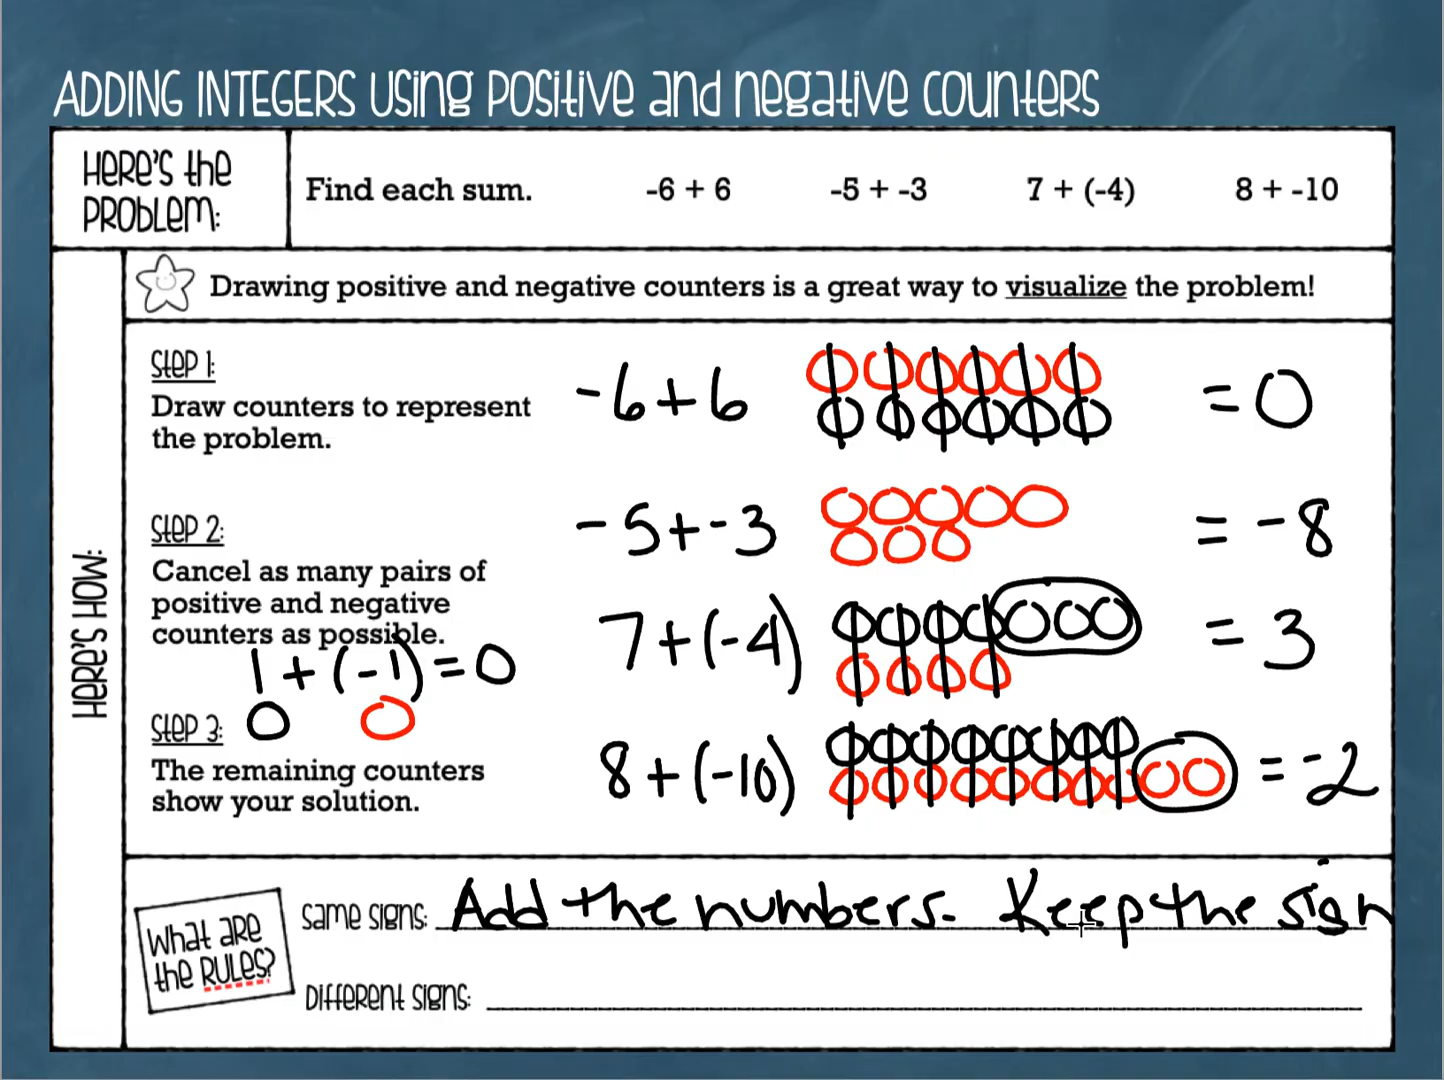 ADDING INTEGERS Using Positive and negative counters
Here's the
Problem:
Find each sum. -6 + 6 -5 + -3 7 + (-4) 8 + -10
Here's How:
Drawing positive and negative counters is a great way to visualize the problem!
Step 1:
Draw counters to represent
the problem.
-6+6 =0
Step 2:
Cancel as many pairs of
positive and negative
counters as possible.
-5+-3 = -8
1+(-1)=0
7+(-4) = 3
Step 3:
The remaining counters
show your solution.
8+(-10) = -2
What are
the RULES?
Same Signs: Add the numbers. Keep the sign
Different Signs: